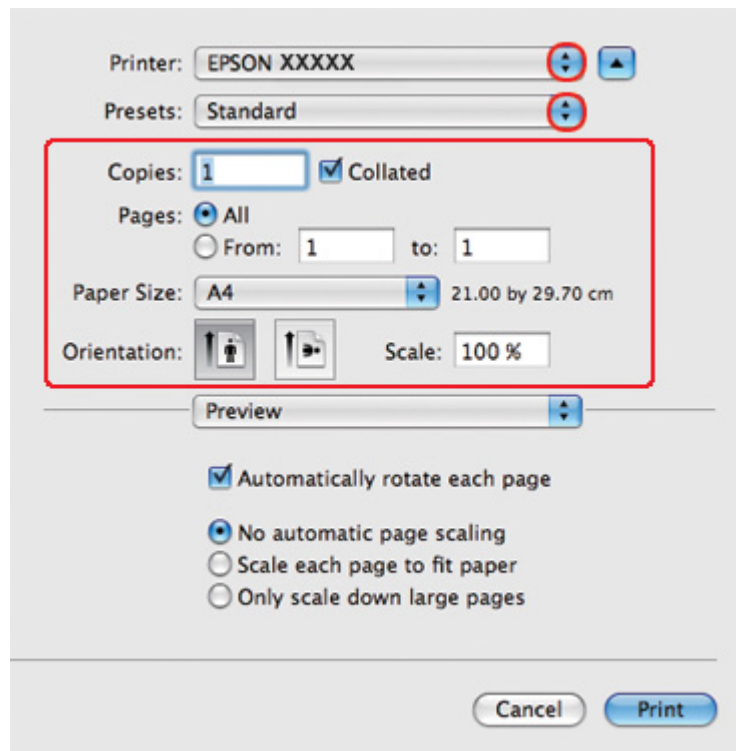 Printer: EPSON XXXXX
Presets: Standard
Copies: 1 Collated
Pages: All
From: 1 to: 1
Paper Size: A4 21.00 by 29.70 cm
Orientation: Scale: 100 %
Preview
Automatically rotate each page
No automatic page scaling
Scale each page to fit paper
Only scale down large pages
Cancel Print